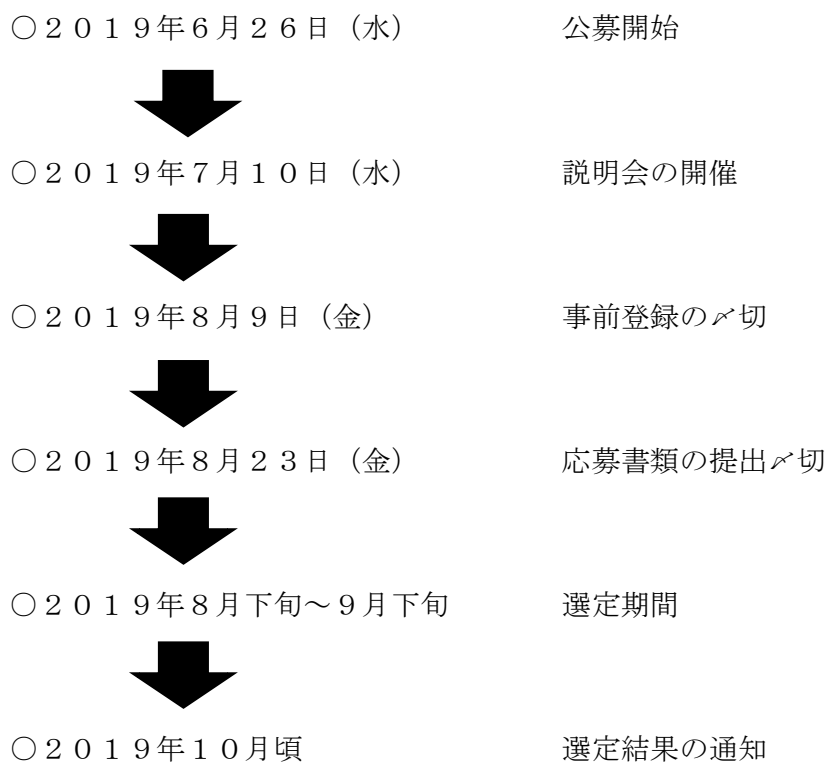 ○２０１９年６月２６日（水） 公募開始
○２０１９年７月１０日（水） 説明会の開催
○２０１９年８月９日（金） 事前登録の〆切
○２０１９年８月２３日（金） 応募書類の提出〆切
○２０１９年８月下旬～９月下旬 選定期間
○２０１９年１０月頃 選定結果の通知